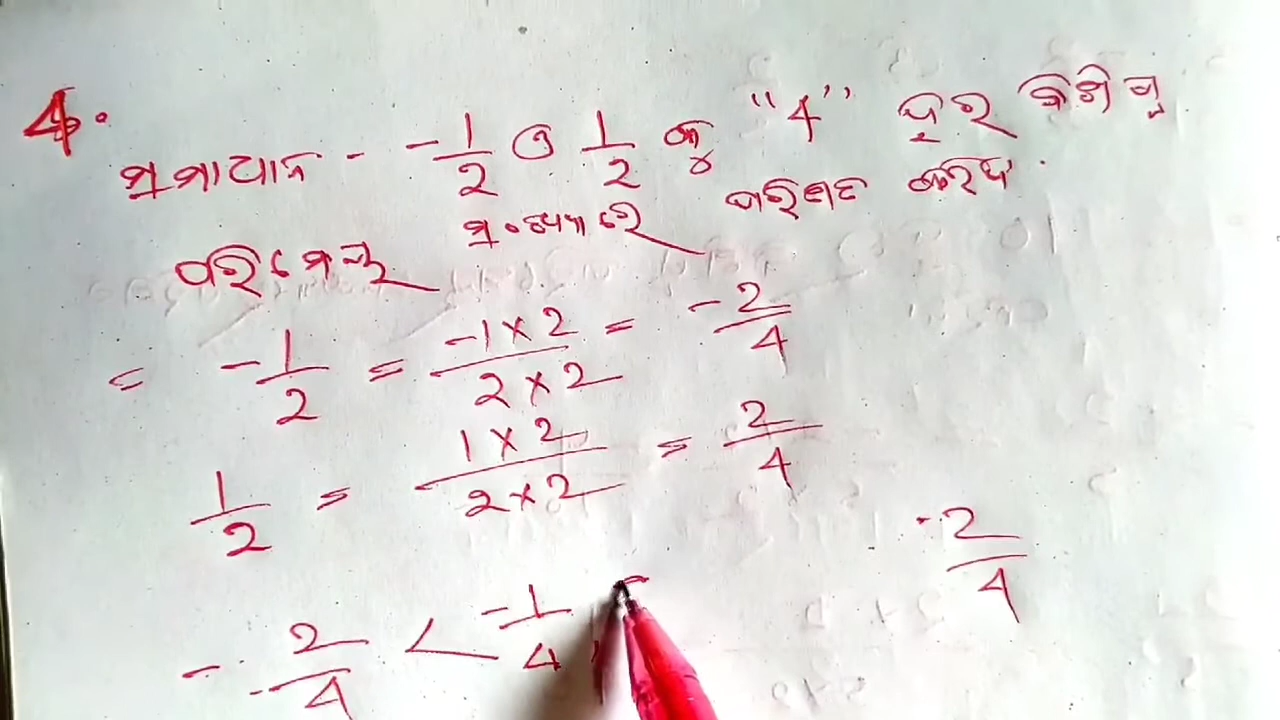 4.
ସମାଧାନ - -1/2 ଓ 1/2 କୁ "4" ହର ବିଶିଷ୍ଟ
ପରିମେୟ ସଂଖ୍ୟାରେ ପରିଣତ କରିବା.
= -1/2 = -1×2/2×2 = -2/4
1/2 = 1×2/2×2 = 2/4
-2/4
-2/4 < -1/4